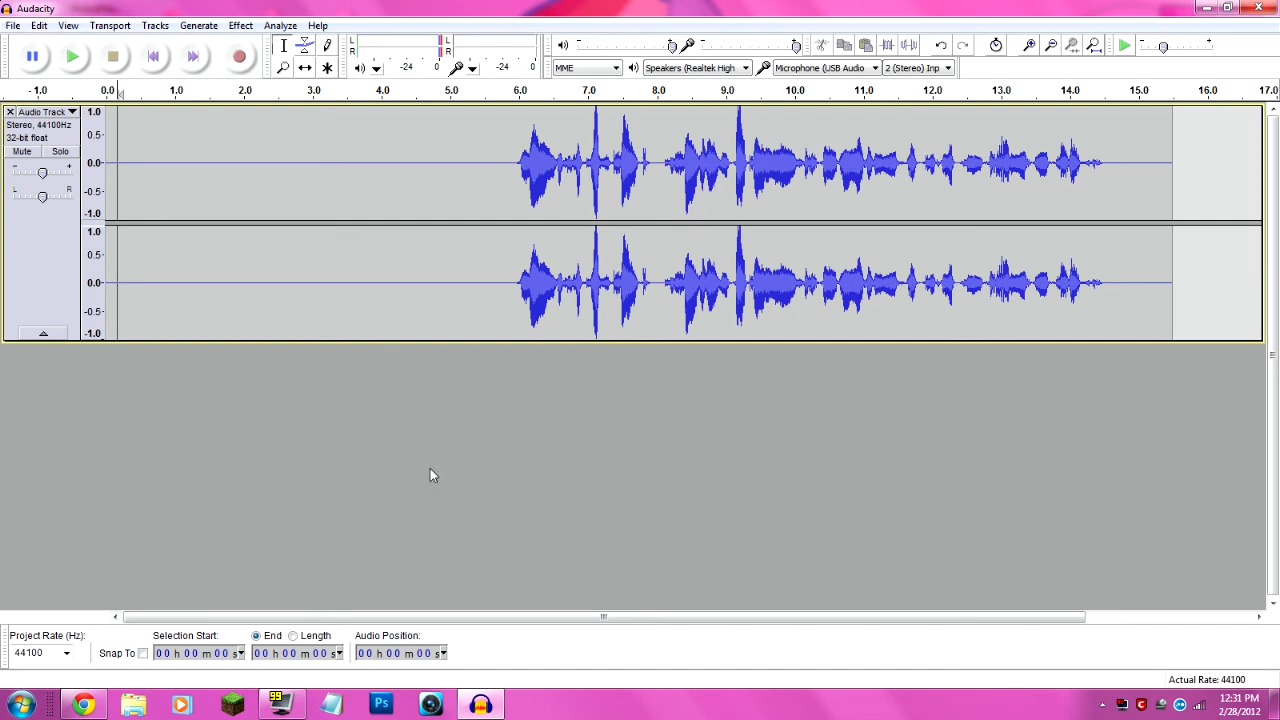 Audacity
File Edit View Transport Tracks Generate Effect Analyze Help
L L
R R
-24 0 -24 0
MME Speakers (Realtek High Microphone (USB Audio 2 (Stereo) Inp
-1.0 0.0 1.0 2.0 3.0 4.0 5.0 6.0 7.0 8.0 9.0 10.0 11.0 12.0 13.0 14.0 15.0 16.0 17.0
Audio Track 1.0
Stereo, 44100Hz
32-bit float 0.5
Mute Solo
0.0
- +
L R -0.5
-1.0
1.0
0.5
0.0
-0.5
-1.0
Project Rate (Hz): Selection Start: End Length Audio Position:
44100 Snap To 00 h 00 m 00 s 00 h 00 m 00 s 00 h 00 m 00 s
Actual Rate: 44100
99
Ps
12:31 PM
2/28/2012